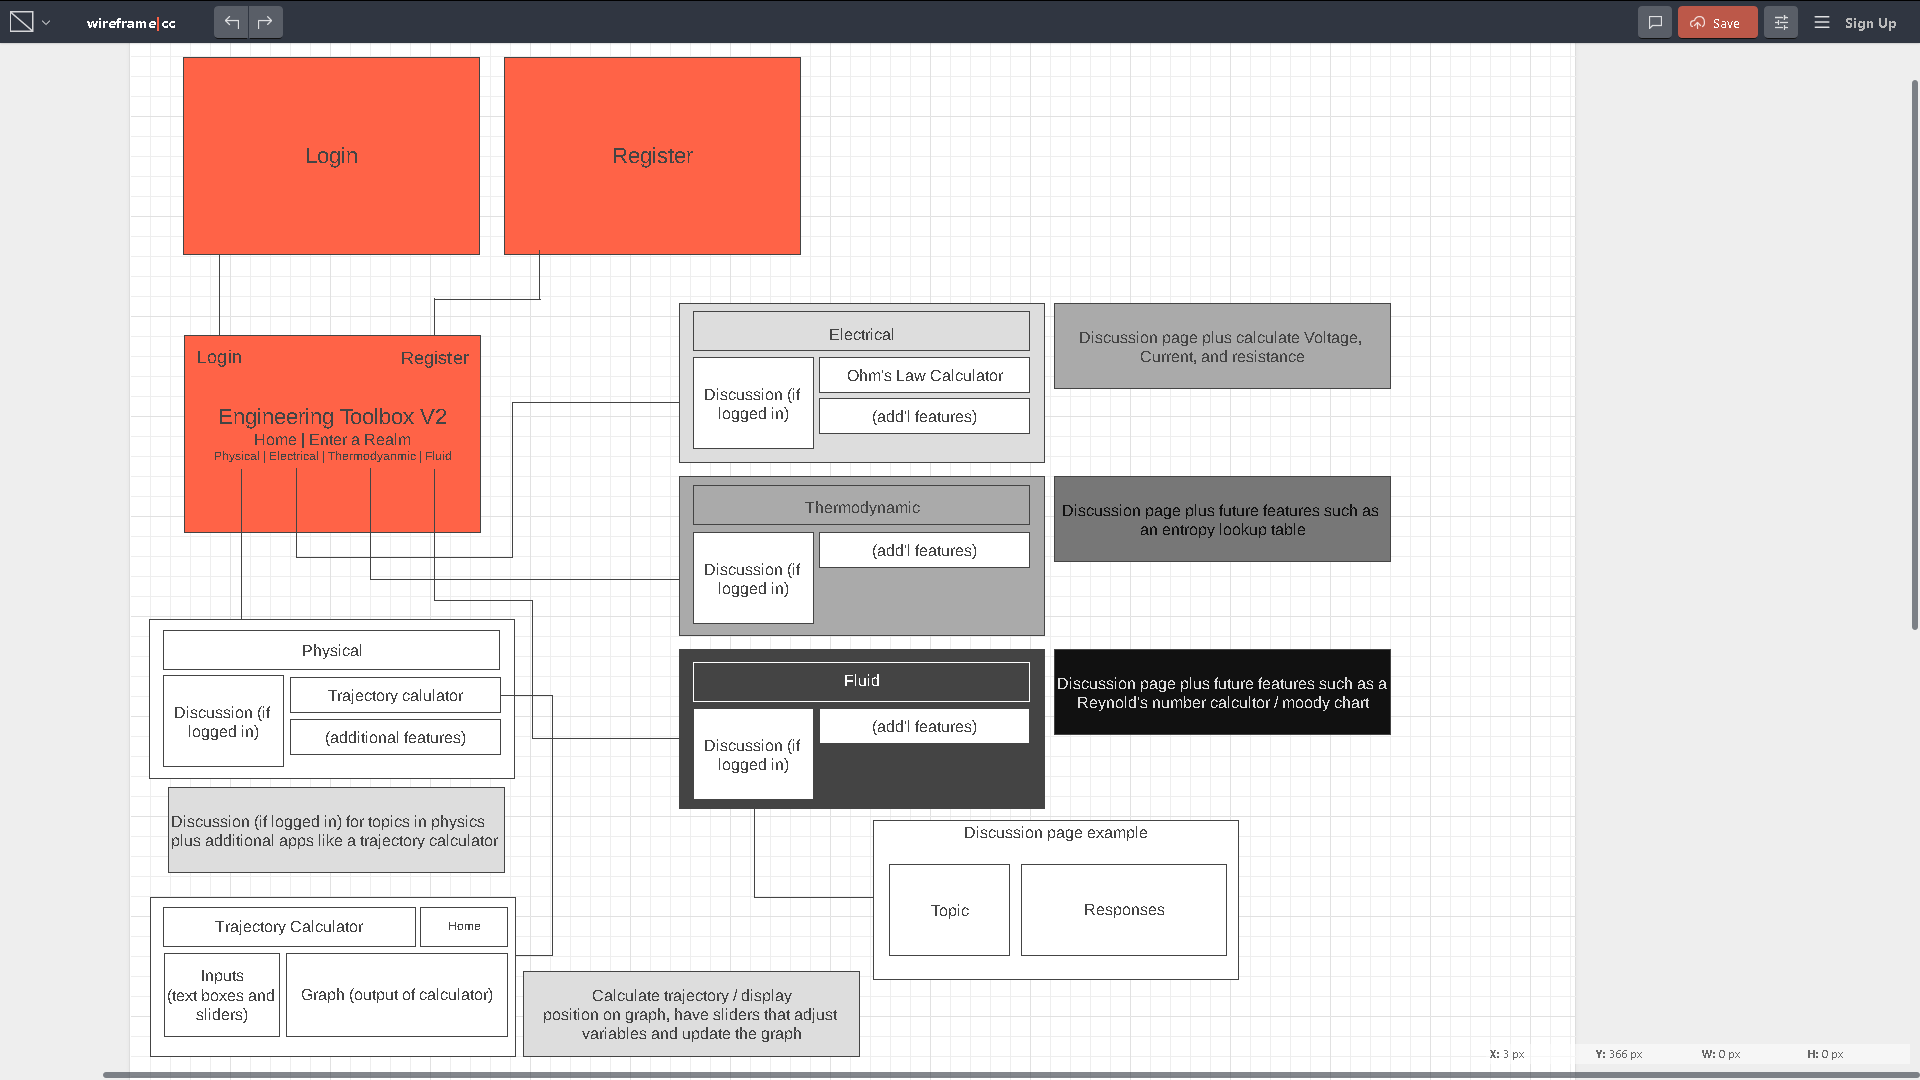 wireframe|cc
Save
Sign Up
Login
Register
Login
Register
Engineering Toolbox V2
Home | Enter a Realm
Physical | Electrical | Thermodyanmic | Fluid
Electrical
Discussion (if
logged in)
Ohm's Law Calculator
(add'l features)
Discussion page plus calculate Voltage,
Current, and resistance
Thermodynamic
Discussion (if
logged in)
(add'l features)
Discussion page plus future features such as
an entropy lookup table
Physical
Discussion (if
logged in)
Trajectory calulator
(additional features)
Fluid
Discussion (if
logged in)
(add'l features)
Discussion page plus future features such as a
Reynold's number calcultor / moody chart
Discussion (if logged in) for topics in physics
plus additional apps like a trajectory calculator
Discussion page example
Topic
Responses
Trajectory Calculator
Home
Inputs
(text boxes and
sliders)
Graph (output of calculator)
Calculate trajectory / display
position on graph, have sliders that adjust
variables and update the graph
X: 3 px
Y: 366 px
W: 0 px
H: 0 px